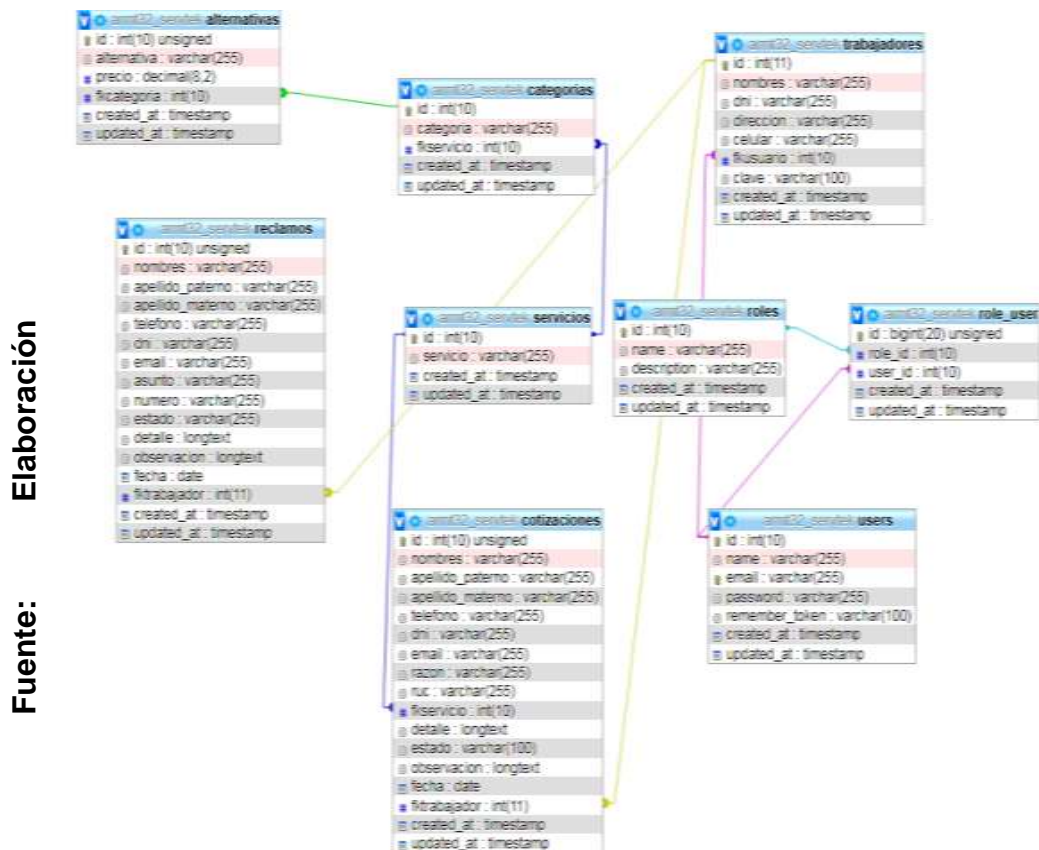 alternativas
id : int(10) unsigned
alternativa : varchar(255)
precio : decimal(8,2)
fkcategoria : int(10)
created_at : timestamp
updated_at : timestamp
categorias
id : int(10)
categoria : varchar(255)
fkservicio : int(10)
created_at : timestamp
updated_at : timestamp
trabajadores
id : int(11)
nombres : varchar(255)
dni : varchar(255)
direccion : varchar(255)
celular : varchar(255)
fkusuario : int(10)
clave : varchar(100)
created_at : timestamp
updated_at : timestamp
reclamos
id : int(10) unsigned
nombres : varchar(255)
apellido_paterno : varchar(255)
apellido_materno : varchar(255)
telefono : varchar(255)
dni : varchar(255)
email : varchar(255)
asunto : varchar(255)
numero : varchar(255)
estado : varchar(255)
detalle : longtext
observacion : longtext
fecha : date
fktrabajador : int(11)
created_at : timestamp
updated_at : timestamp
servicios
id : int(10)
servicio : varchar(255)
created_at : timestamp
updated_at : timestamp
roles
id : int(10)
name : varchar(255)
description : varchar(255)
created_at : timestamp
updated_at : timestamp
role_user
id : bigint(20) unsigned
role_id : int(10)
user_id : int(10)
created_at : timestamp
updated_at : timestamp
cotizaciones
id : int(10) unsigned
nombres : varchar(255)
apellido_paterno : varchar(255)
apellido_materno : varchar(255)
telefono : varchar(255)
dni : varchar(255)
email : varchar(255)
razon : varchar(255)
ruc : varchar(255)
fkservicio : int(10)
detalle : longtext
estado : varchar(100)
observacion : longtext
fecha : date
fktrabajador : int(11)
created_at : timestamp
updated_at : timestamp
users
id : int(10)
name : varchar(255)
email : varchar(255)
password : varchar(255)
remember_token : varchar(100)
created_at : timestamp
updated_at : timestamp
Fuente: Elaboración